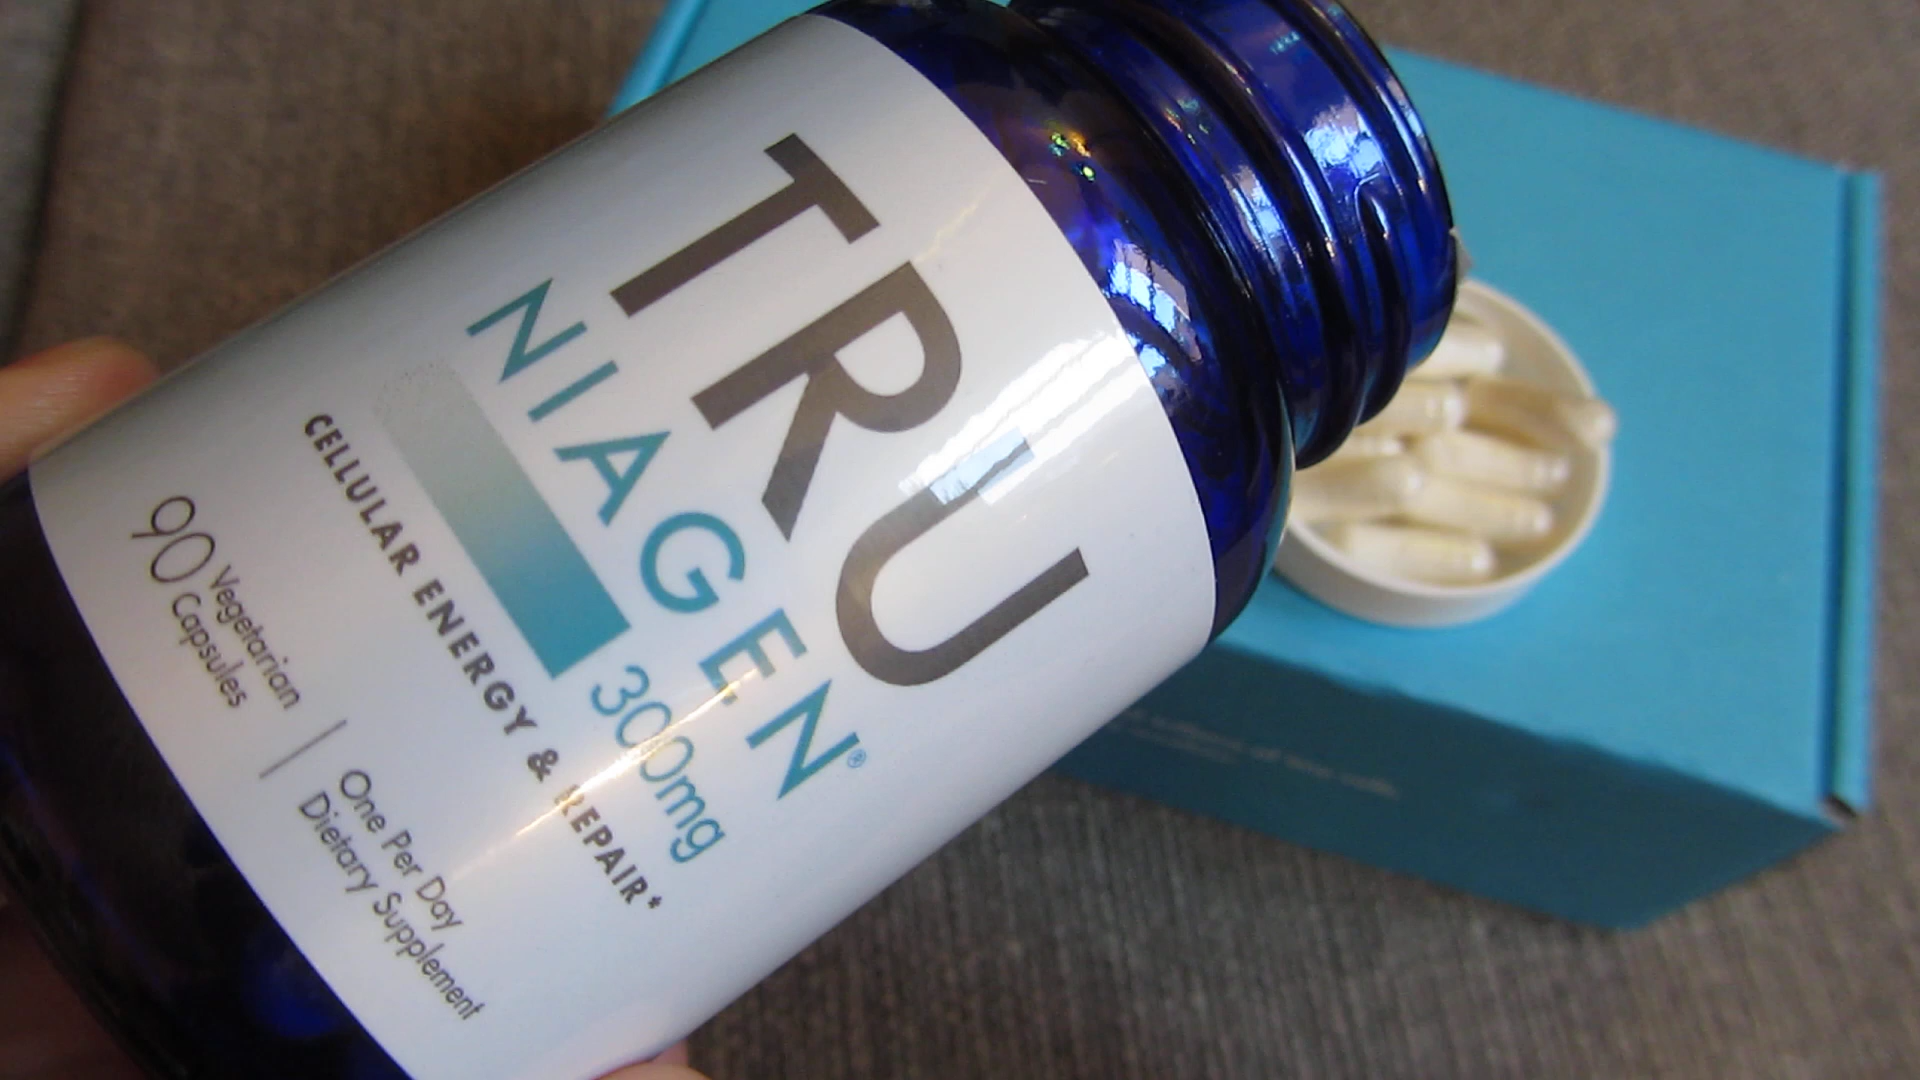 TRU
NIAGEN®
300mg
CELLULAR ENERGY & REPAIR*
90 Vegetarian
Capsules
One Per Day
Dietary Supplement